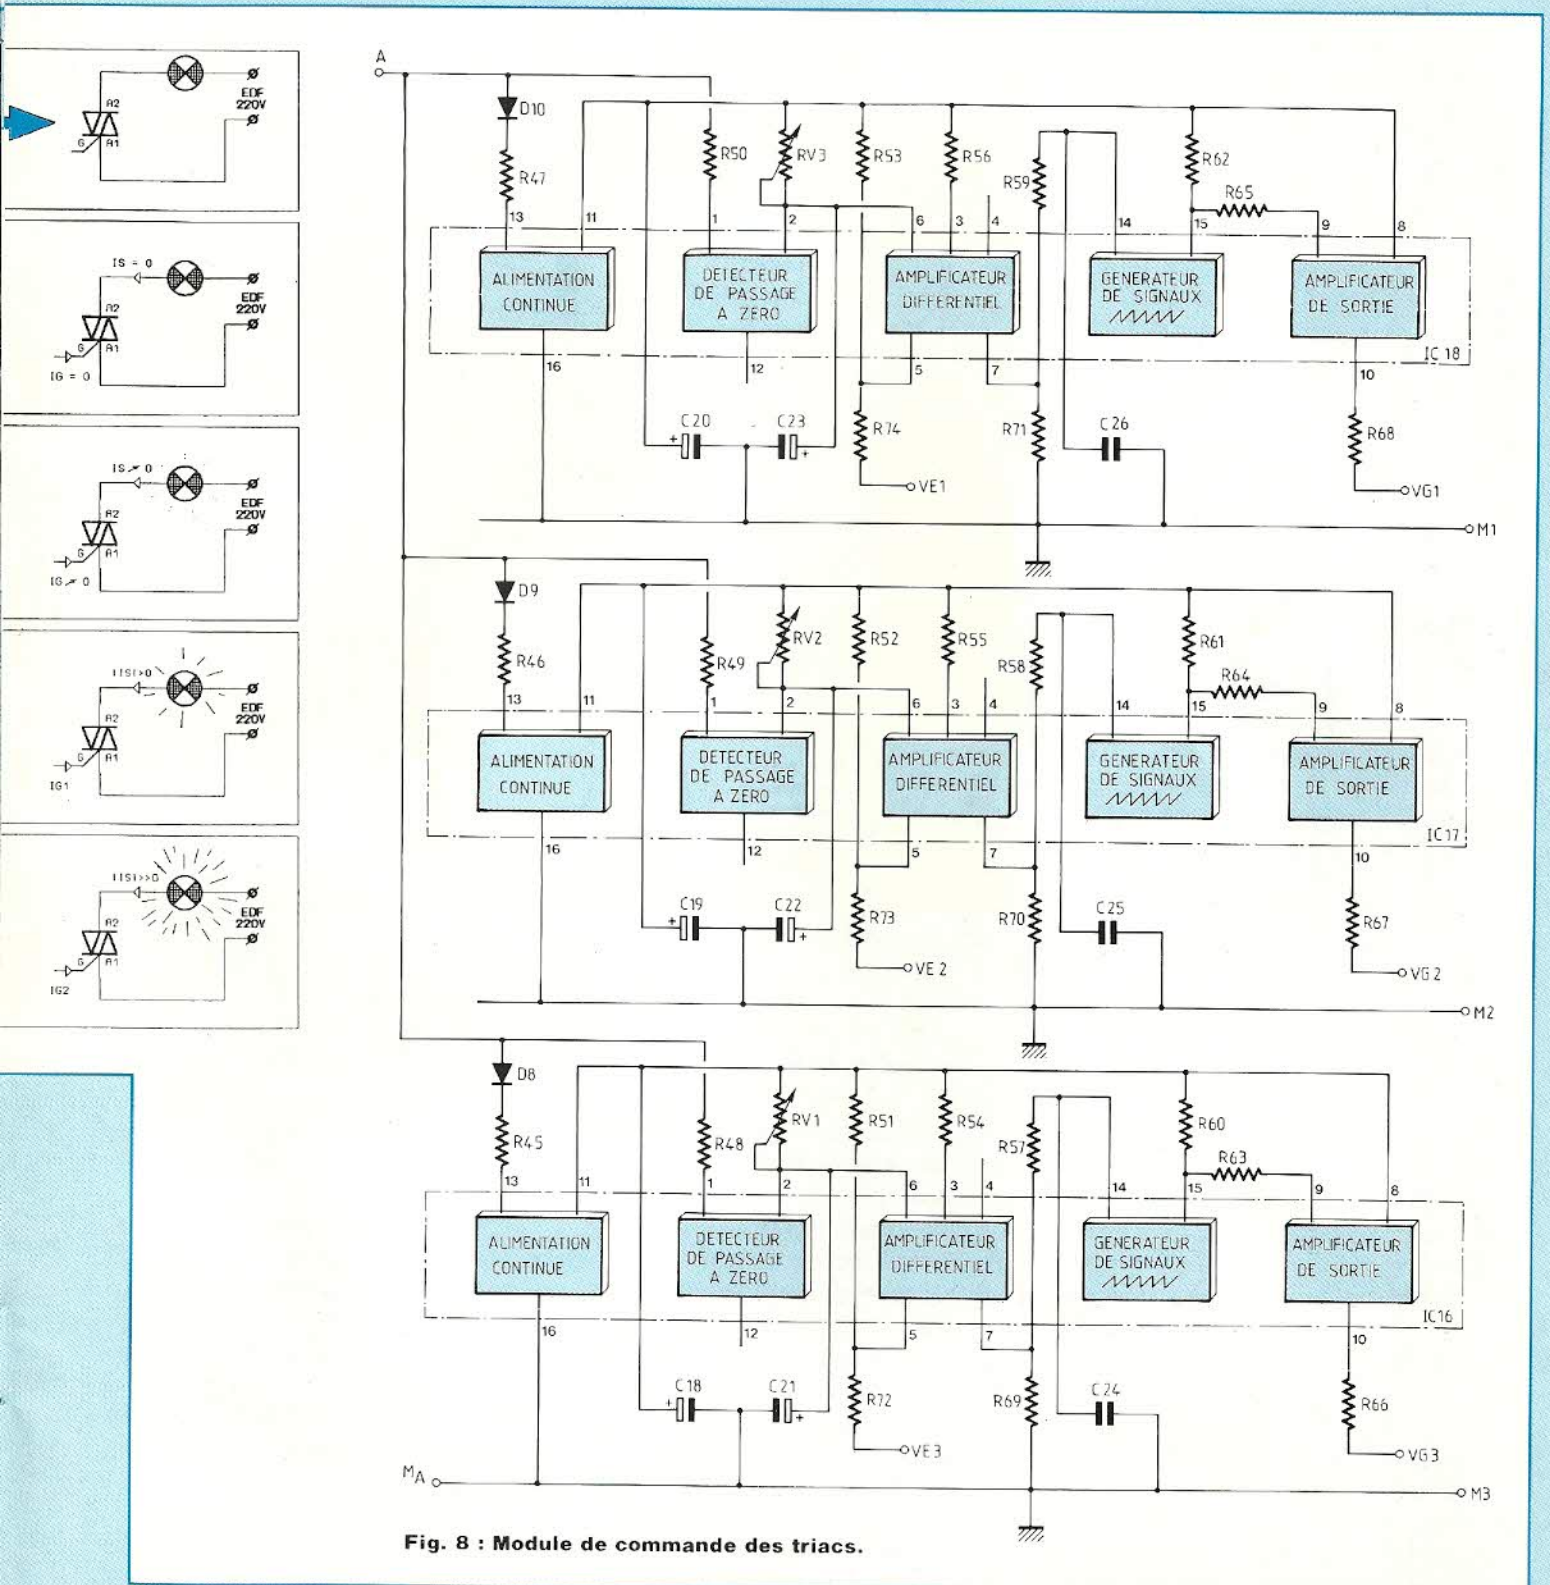 A2
G
A1
EDF
220V
IS = 0
A2
G
A1
IG = 0
EDF
220V
IS ≠ 0
A2
G
A1
IG ≠ 0
EDF
220V
|IS|>0
A2
G
A1
IG1
EDF
220V
|IS|>>0
A2
G
A1
IG2
EDF
220V
A
D10
R47
R50
RV3
R53
R56
R59
R62
R65
13
11
1
2
6
3
4
14
15
9
8
ALIMENTATION
CONTINUE
DETECTEUR
DE PASSAGE
A ZERO
AMPLIFICATEUR
DIFFERENTIEL
GENERATEUR
DE SIGNAUX
AMPLIFICATEUR
DE SORTIE
IC 18
16
12
5
7
10
C20
+
C23
+
R74
R71
C26
R68
VE1
VG1
M1
D9
R46
R49
RV2
R52
R55
R58
R61
R64
13
11
1
2
6
3
4
14
15
9
8
ALIMENTATION
CONTINUE
DETECTEUR
DE PASSAGE
A ZERO
AMPLIFICATEUR
DIFFERENTIEL
GENERATEUR
DE SIGNAUX
AMPLIFICATEUR
DE SORTIE
IC17
16
12
5
7
10
C19
+
C22
+
R73
R70
C25
R67
VE 2
VG 2
M2
D8
R45
R48
RV1
R51
R54
R57
R60
R63
13
11
1
2
6
3
4
14
15
9
8
ALIMENTATION
CONTINUE
DETECTEUR
DE PASSAGE
A ZERO
AMPLIFICATEUR
DIFFERENTIEL
GENERATEUR
DE SIGNAUX
AMPLIFICATEUR
DE SORTIE
IC16
16
12
5
7
10
C18
+
C21
+
R72
R69
C24
R66
VE3
VG3
MA
M3
Fig. 8 : Module de commande des triacs.